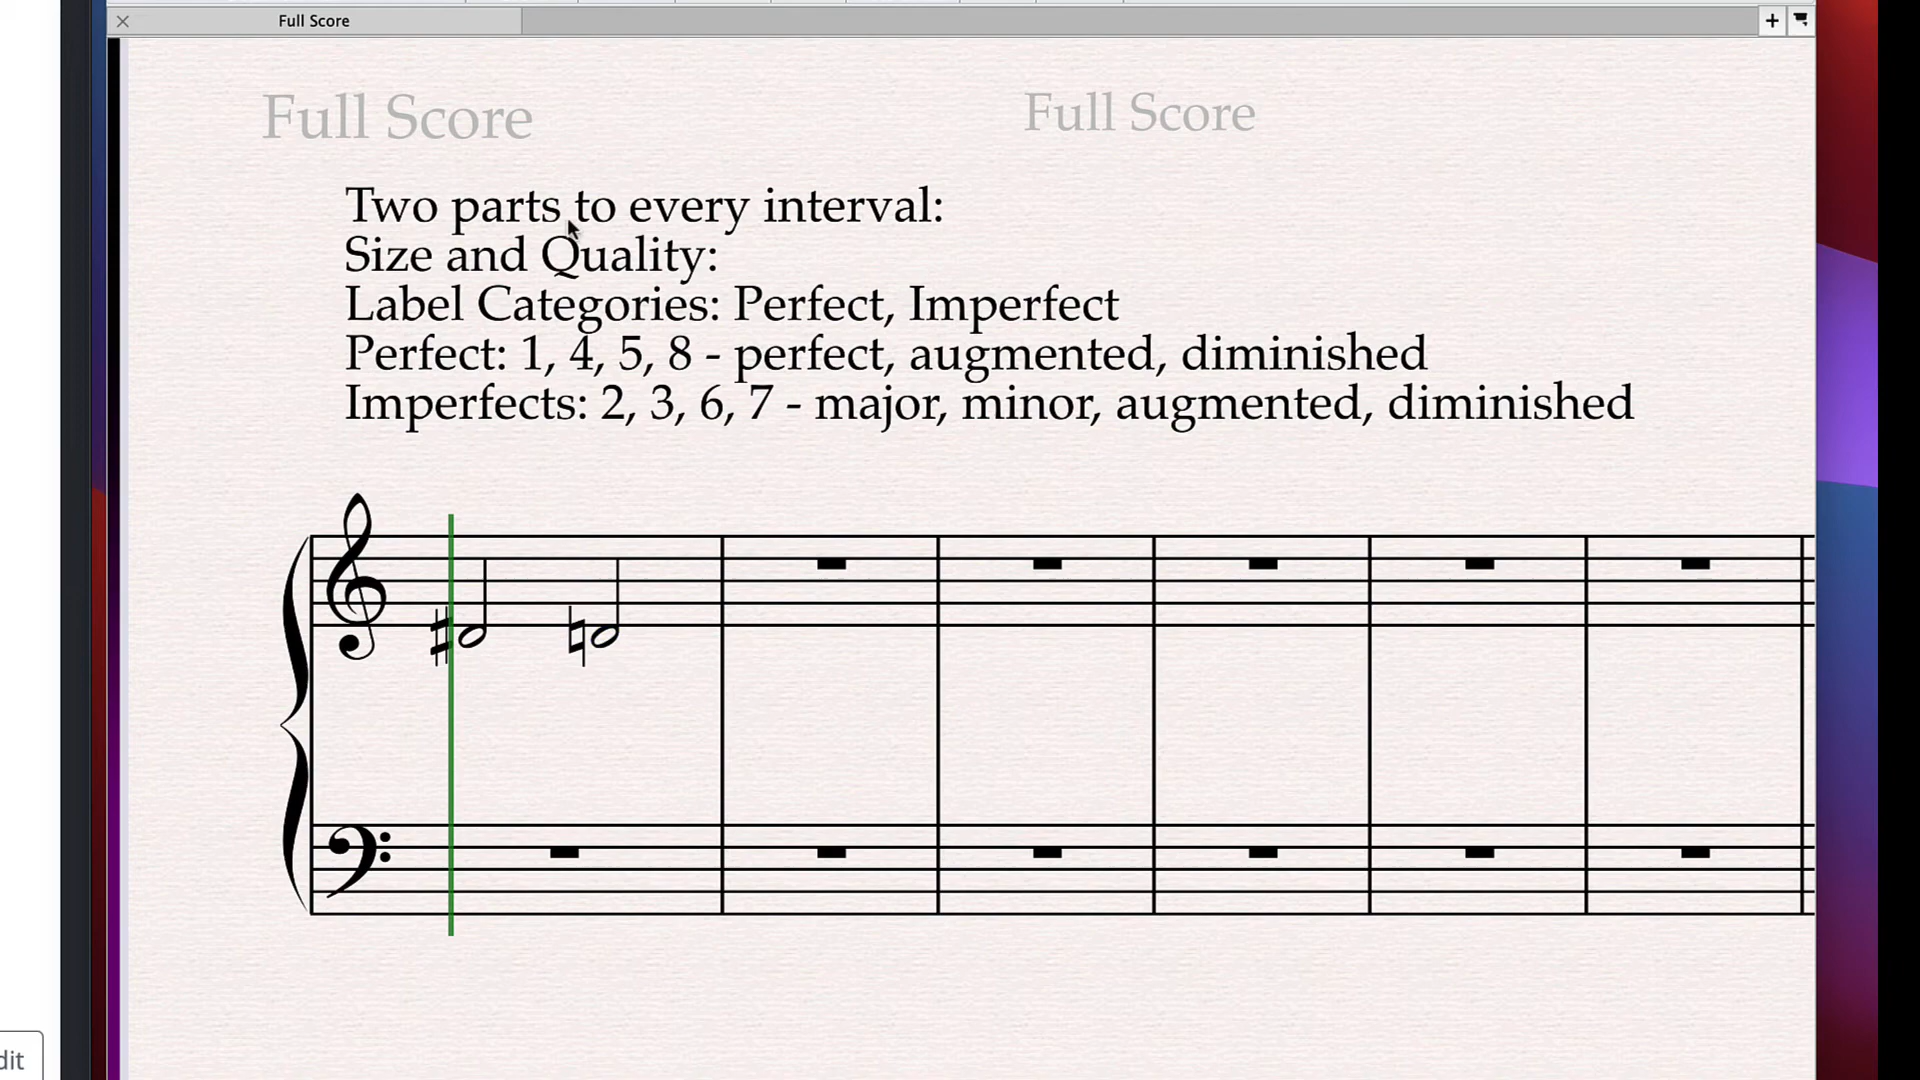 Full Score
Full Score
Full Score
Two parts to every interval:
Size and Quality:
Label Categories: Perfect, Imperfect
Perfect: 1, 4, 5, 8 - perfect, augmented, diminished
Imperfects: 2, 3, 6, 7 - major, minor, augmented, diminished
dit